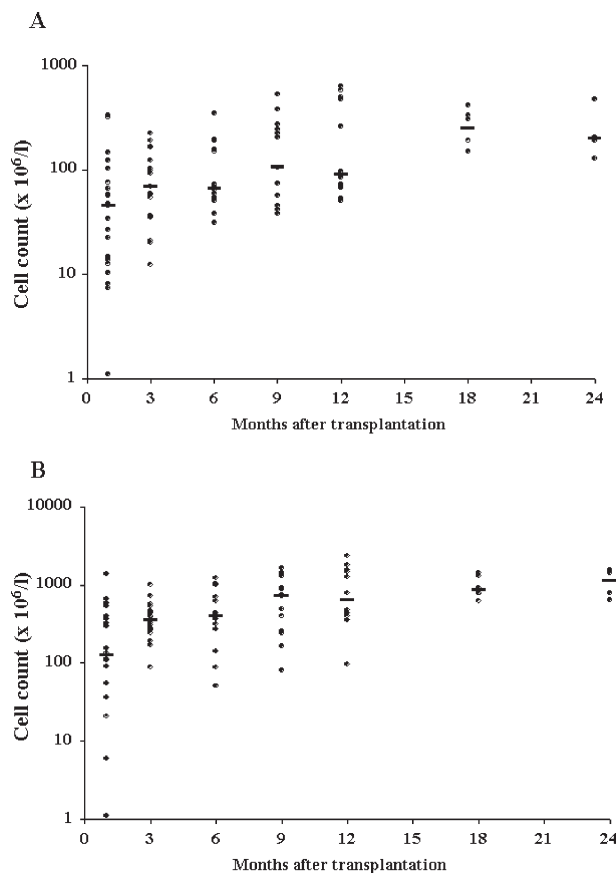 A
1000
100
10
1
Cell count (x 10⁶/l)
0 3 6 9 12 15 18 21 24
Months after transplantation
B
10000
1000
100
10
1
Cell count (x 10⁶/l)
0 3 6 9 12 18 21 24
Months after transplantation